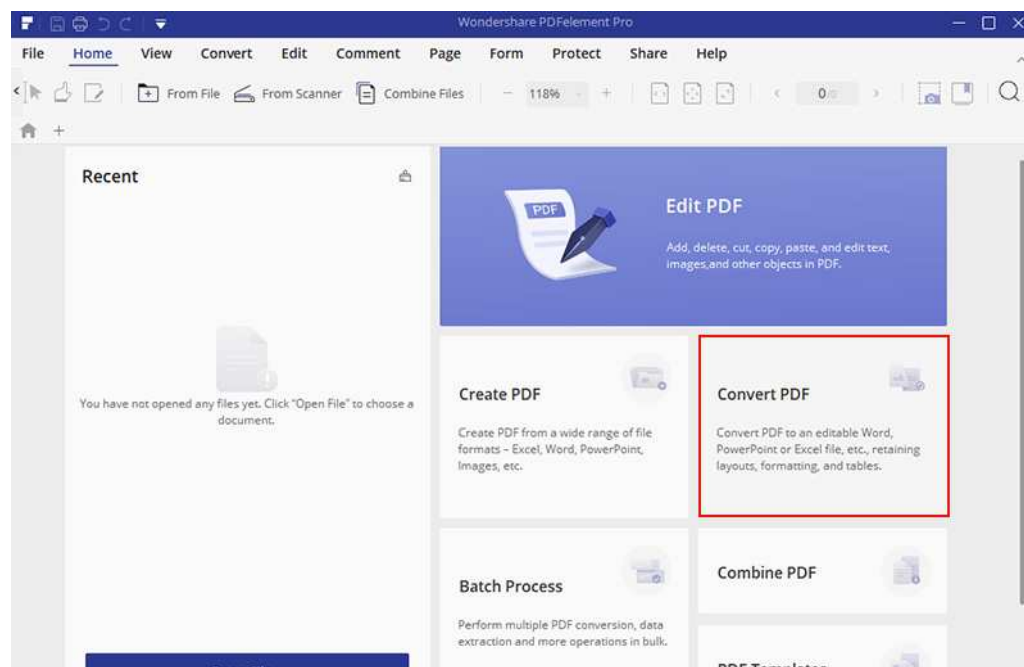 Wondershare PDFelement Pro
File Home View Convert Edit Comment Page Form Protect Share Help
From File From Scanner Combine Files 118% 0/0
Recent
PDF
Edit PDF
Add, delete, cut, copy, paste, and edit text,
images,and other objects in PDF.
You have not opened any files yet. Click "Open File" to choose a
document.
Create PDF
Create PDF from a wide range of file
formats – Excel, Word, PowerPoint,
Images, etc.
Convert PDF
Convert PDF to an editable Word,
PowerPoint or Excel file, etc., retaining
layouts, formatting, and tables.
Batch Process
Perform multiple PDF conversion, data
extraction and more operations in bulk.
Combine PDF
PDF Templates